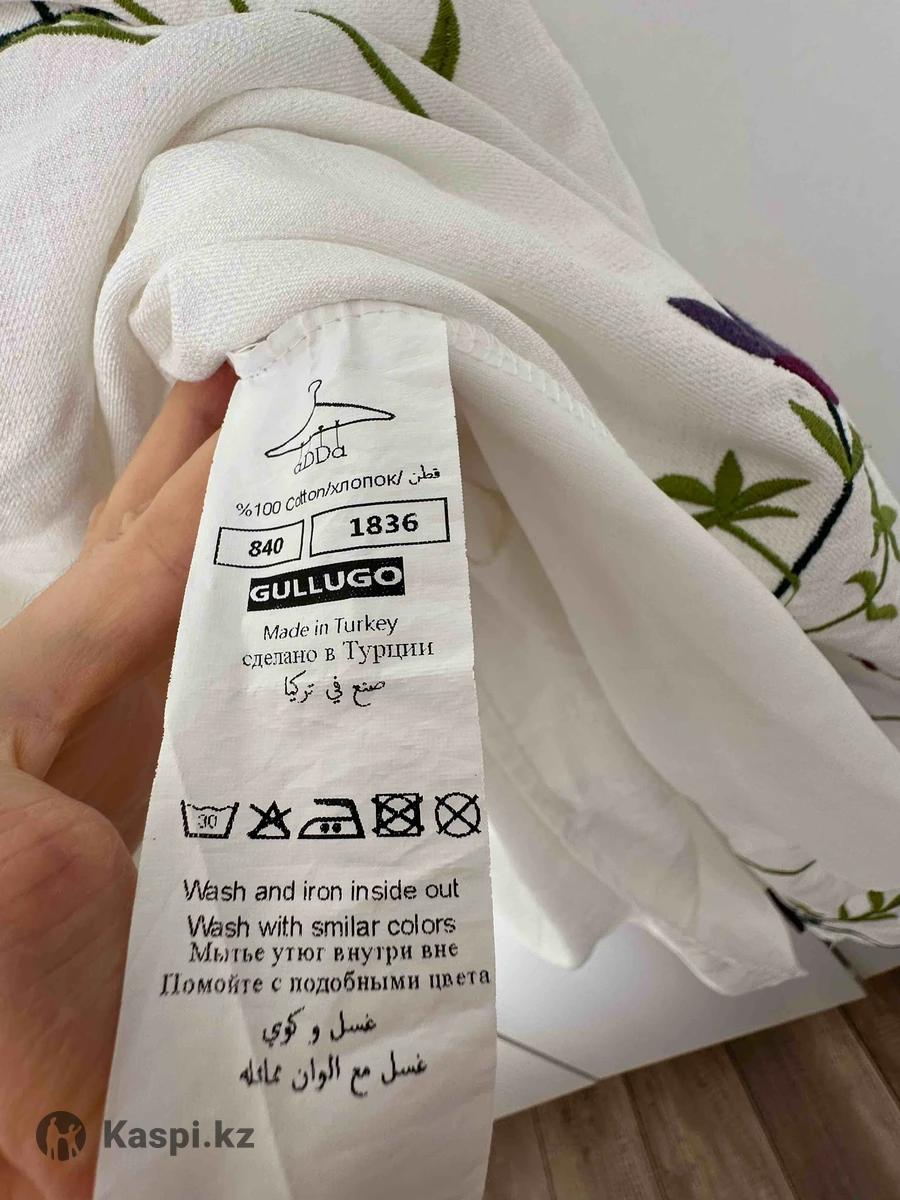 aDDa
%100 Cotton/хлопок/ قطن
840 1836
GULLUGO
Made in Turkey
сделано в Турции
صنع في تركيا
30
Wash and iron inside out
Wash with smilar colors
Мытье утюг внутри вне
Помойте с подобными цвета
غسل و كوي
غسل مع الوان مماثله
Kaspi.kz